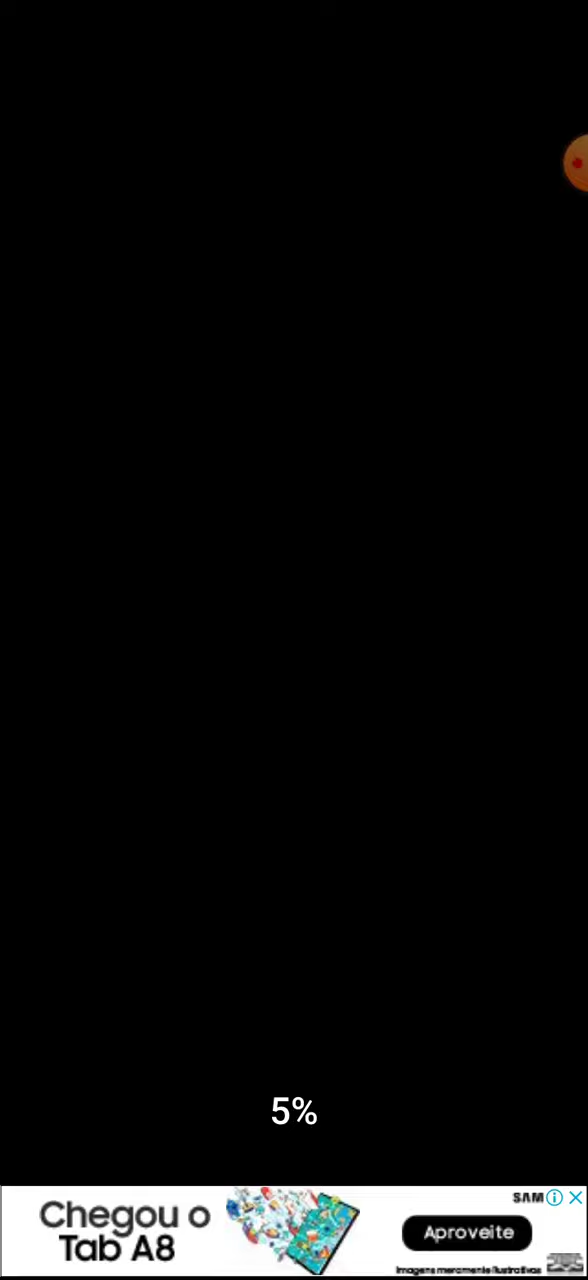 5%
Chegou o
Tab A8
SAM
Aproveite
Imagens meramente ilustrativas